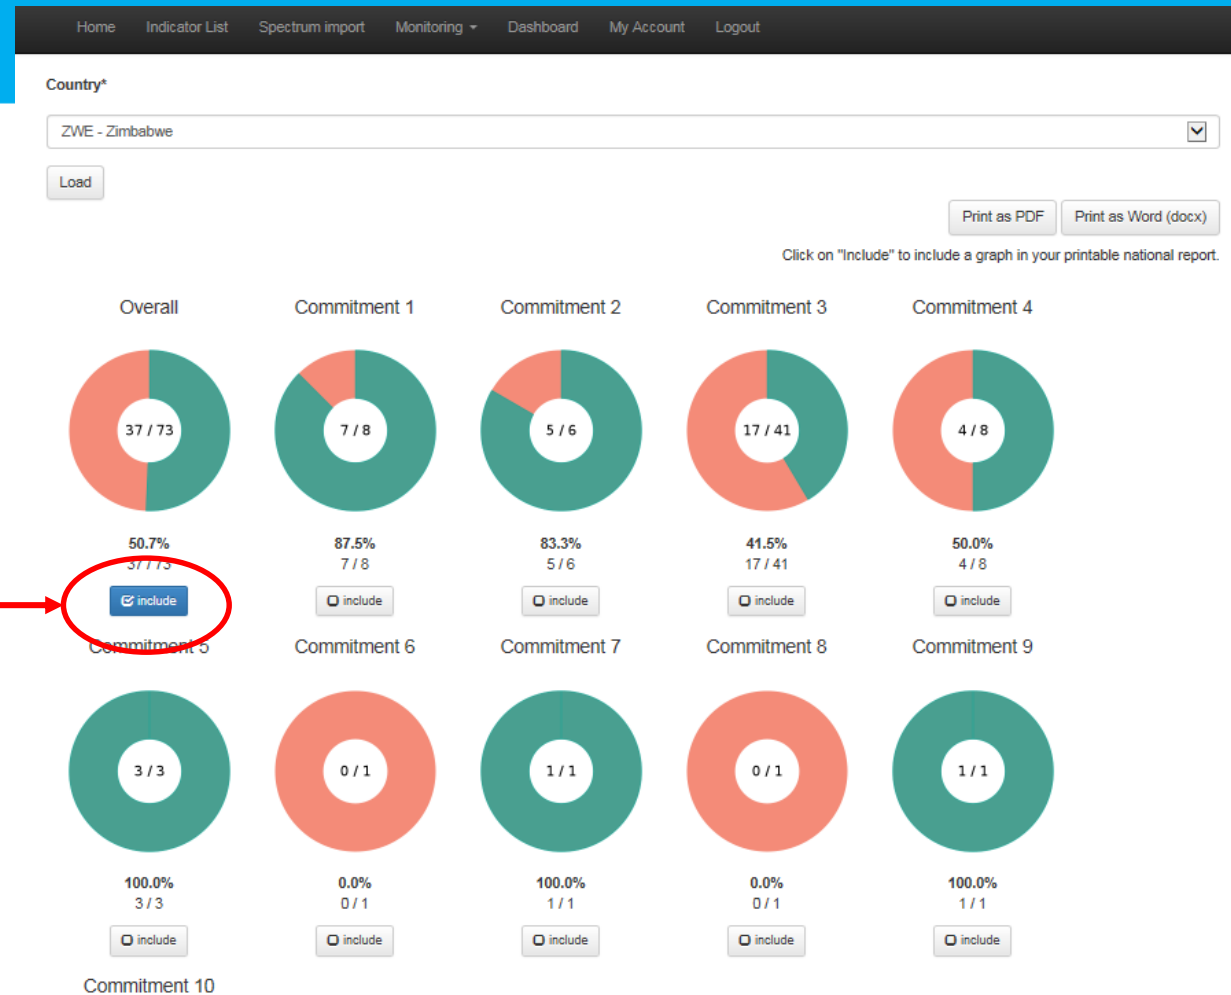 Home Indicator List Spectrum import Monitoring Dashboard My Account Logout
Country*
ZWE - Zimbabwe
Load
Print as PDF Print as Word (docx)
Click on "Include" to include a graph in your printable national report.
Overall Commitment 1 Commitment 2 Commitment 3 Commitment 4
37 / 73 7 / 8 5 / 6 17 / 41 4 / 8
50.7% 87.5% 83.3% 41.5% 50.0%
37 / 73 7 / 8 5 / 6 17 / 41 4 / 8
include include include include include
Commitment 5 Commitment 6 Commitment 7 Commitment 8 Commitment 9
3 / 3 0 / 1 1 / 1 0 / 1 1 / 1
100.0% 0.0% 100.0% 0.0% 100.0%
3 / 3 0 / 1 1 / 1 0 / 1 1 / 1
include include include include include
Commitment 10